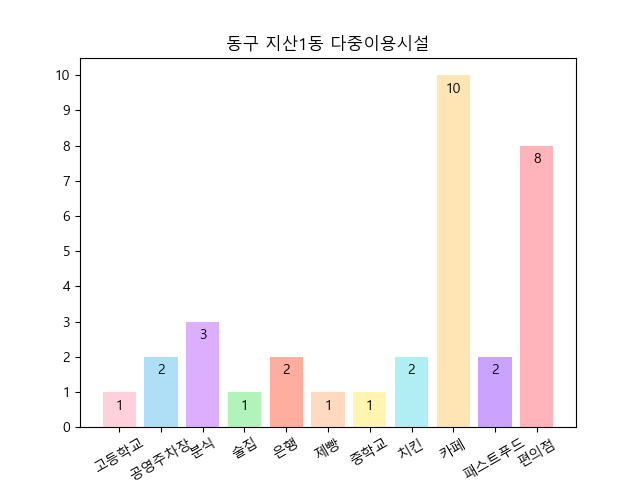 동구 지산1동 다중이용시설
10
9
8
7
6
5
4
3
2
1
0
1
2
3
1
2
1
1
2
10
2
8
고등학교
공영주차장
분식
술집
은행
제빵
중학교
치킨
카페
패스트푸드
편의점